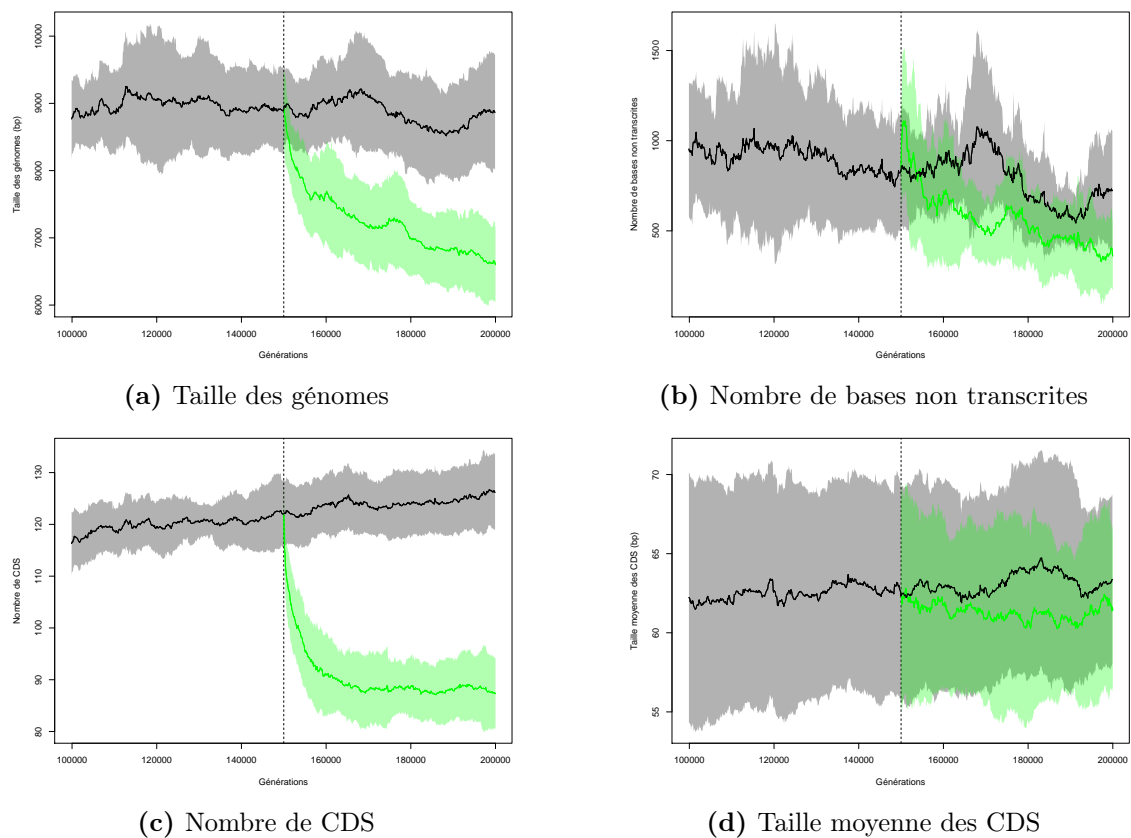 Taille des génomes (bp)
10000
9000
8000
7000
6000
100000 120000 140000 160000 180000 200000
Générations
(a) Taille des génomes
Nombre de bases non transcrites
1500
1000
500
100000 120000 140000 160000 180000 200000
Générations
(b) Nombre de bases non transcrites
Nombre de CDS
130
120
110
100
90
80
100000 120000 140000 160000 180000 200000
Générations
(c) Nombre de CDS
Taille moyenne des CDS (bp)
70
65
60
55
100000 120000 140000 160000 180000 200000
Générations
(d) Taille moyenne des CDS